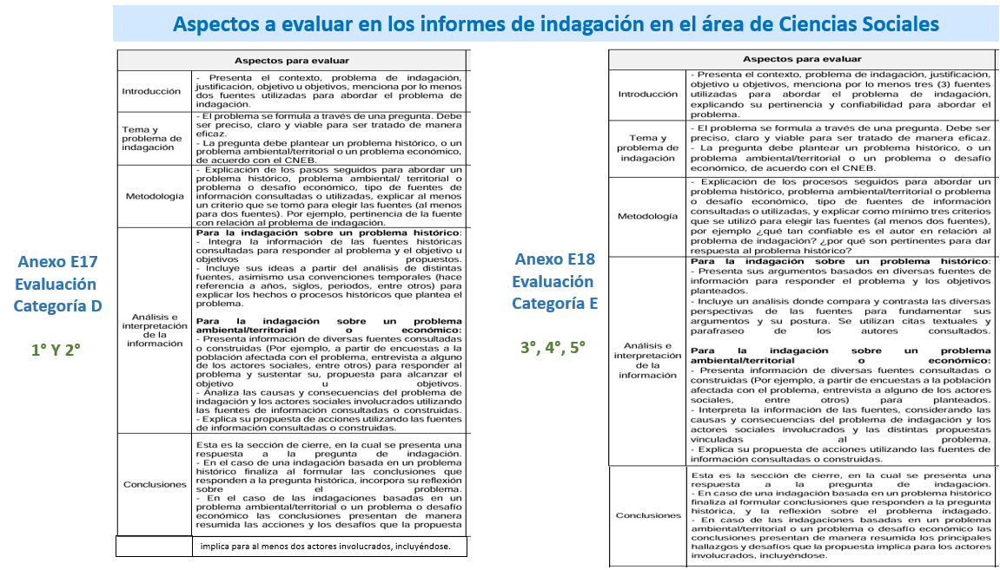 Aspectos a evaluar en los informes de indagación en el área de Ciencias Sociales
Anexo E17
Evaluación
Categoría D
1° Y 2°
Aspectos para evaluar
Introducción
- Presenta el contexto, problema de indagación,
justificación, objetivo u objetivos, menciona por lo menos
dos fuentes utilizadas para abordar el problema de
indagación.
Tema y
problema de
indagación
- El problema se formula a través de una pregunta. Debe
ser preciso, claro y viable para ser tratado de manera
eficaz.
- La pregunta debe plantear un problema histórico, o un
problema ambiental/territorial o un problema económico,
de acuerdo con el CNEB.
Metodología
- Explicación de los pasos seguidos para abordar un
problema histórico, problema ambiental/ territorial o
problema o desafío económico, tipo de fuentes de
información consultadas o utilizadas, explicar al menos
un criterio que se tomó para elegir las fuentes (al menos
para dos fuentes). Por ejemplo, pertinencia de la fuente
con relación al problema de indagación.
Análisis e
interpretación
de la
información
Para la indagación sobre un problema histórico:
- Integra la información de las fuentes históricas
consultadas para responder al problema y el objetivo u
objetivos propuestos.
- Incluye sus ideas a partir del análisis de distintas
fuentes, asimismo usa convenciones temporales (hace
referencia a años, siglos, periodos, entre otros) para
explicar los hechos o procesos históricos que plantea el
problema.
Para la indagación sobre un problema
ambiental/territorial o económico:
- Presenta información de diversas fuentes consultadas
o construidas (Por ejemplo, a partir de encuestas a la
población afectada con el problema, entrevista a alguno
de los actores sociales, entre otros) para responder al
problema y sustentar su, propuesta para alcanzar el
objetivo u objetivos.
- Analiza las causas y consecuencias del problema de
indagación y los actores sociales involucrados utilizando
las fuentes de información consultadas o construidas.
- Explica su propuesta de acciones utilizando las fuentes
de información consultadas o construidas.
Conclusiones
Esta es la sección de cierre, en la cual se presenta una
respuesta a la pregunta de indagación.
- En el caso de una indagación basada en un problema
histórico finaliza al formular las conclusiones que
responden a la pregunta histórica, incorpora su reflexión
sobre el problema.
- En el caso de las indagaciones basadas en un
problema ambiental/territorial o un problema o desafío
económico las conclusiones presentan de manera
resumida las acciones y los desafíos que la propuesta
implica para al menos dos actores involucrados, incluyéndose.
Anexo E18
Evaluación
Categoría E
3°, 4°, 5°
Aspectos para evaluar
Introducción
- Presenta el contexto, problema de indagación, justificación,
objetivo u objetivos, menciona por lo menos tres (3) fuentes
utilizadas para abordar el problema de indagación,
explicando su pertinencia y confiabilidad para abordar el
problema.
Tema y
problema de
indagación
- El problema se formula a través de una pregunta. Debe ser
preciso, claro y viable para ser tratado de manera eficaz.
- La pregunta debe plantear un problema histórico, o un
problema ambiental/territorial o un problema o desafío
económico, de acuerdo con el CNEB.
Metodología
- Explicación de los procesos seguidos para abordar un
problema histórico, problema ambiental/territorial o problema
o desafío económico, tipo de fuentes de información
consultadas o utilizadas, y explicar como mínimo tres criterios
que se utilizó para elegir las fuentes (al menos dos fuentes),
por ejemplo ¿qué tan confiable es el autor en relación al
problema de indagación? ¿por qué son pertinentes para dar
respuesta al problema histórico?
Análisis e
interpretación
de la
información
Para la indagación sobre un problema histórico:
- Presenta sus argumentos basados en diversas fuentes de
información para responder el problema y los objetivos
planteados.
- Incluye un análisis donde compara y contrasta las diversas
perspectivas de las fuentes para fundamentar sus
argumentos y su postura. Se utilizan citas textuales y
parafraseo de los autores consultados.
Para la indagación sobre un problema
ambiental/territorial o económico:
- Presenta información de diversas fuentes consultadas o
construidas (Por ejemplo, a partir de encuestas a la población
afectada con el problema, entrevista a alguno de los actores
sociales, entre otros) para planteados.
- Interpreta la información de las fuentes, considerando las
causas y consecuencias del problema de indagación y los
actores sociales involucrados y las distintas propuestas
vinculadas al problema.
- Explica su propuesta de acciones utilizando las fuentes de
información consultadas o construidas.
Conclusiones
Esta es la sección de cierre, en la cual se presenta una
respuesta a la pregunta de indagación.
- En caso de una indagación basada en un problema histórico
finaliza al formular conclusiones que responden a la pregunta
histórica, y la reflexión sobre el problema indagado.
- En caso de las indagaciones basadas en un problema
ambiental/territorial o un problema o desafío económico las
conclusiones presentan de manera resumida los principales
hallazgos y desafíos que la propuesta implica para los actores
involucrados, incluyéndose.